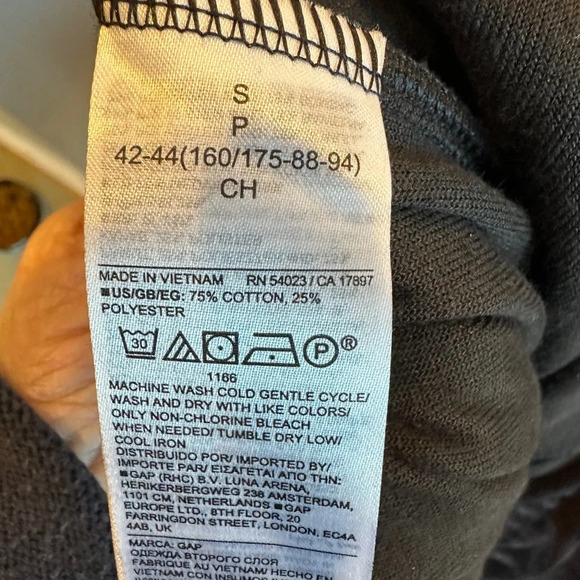 S
P
42-44(160/175-88-94)
CH
MADE IN VIETNAM RN 54023 / CA 17897
■US/GB/EG: 75% COTTON, 25%
POLYESTER
30 P®
1166
MACHINE WASH COLD GENTLE CYCLE/
WASH AND DRY WITH LIKE COLORS/
ONLY NON-CHLORINE BLEACH
WHEN NEEDED/ TUMBLE DRY LOW/
COOL IRON
DISTRIBUIDO POR/ IMPORTED BY/
IMPORTE PAR/ ΕΙΣΑΓΕΤΑΙ ΑΠΟ ΤΗΝ:
■GAP (RHC) B.V. LUNA ARENA,
HERIKERBERGWEG 238 AMSTERDAM,
1101 CM, NETHERLANDS ■GAP
EUROPE LTD., 8TH FLOOR, 20
FARRINGDON STREET, LONDON, EC4A
4AB, UK
MARCA: GAP
ОДЕЖДА ВТОРОГО СЛОЯ
FABRIQUE AU VIETNAM/ HECHO EN
VIETNAM CON INSUMOS